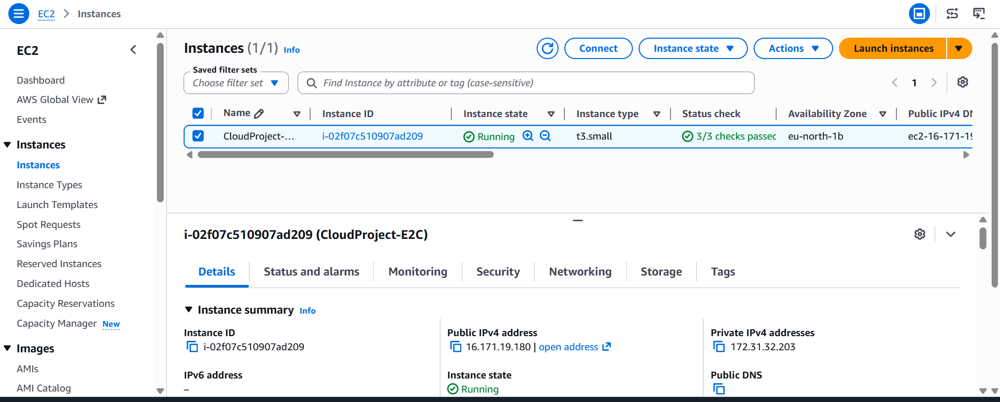 EC2 > Instances
EC2
Dashboard
AWS Global View
Events
Instances
Instances
Instance Types
Launch Templates
Spot Requests
Savings Plans
Reserved Instances
Dedicated Hosts
Capacity Reservations
Capacity Manager New
Images
AMIs
AMI Catalog
Instances (1/1) Info
Connect
Instance state
Actions
Launch instances
Saved filter sets
Choose filter set
Find Instance by attribute or tag (case-sensitive)
1
Name Instance ID Instance state Instance type Status check Availability Zone Public IPv4 DN
CloudProject-... i-02f07c510907ad209 Running t3.small 3/3 checks passed eu-north-1b ec2-16-171-19
i-02f07c510907ad209 (CloudProject-E2C)
Details Status and alarms Monitoring Security Networking Storage Tags
Instance summary Info
Instance ID
i-02f07c510907ad209
Public IPv4 address
16.171.19.180 | open address
Private IPv4 addresses
172.31.32.203
IPv6 address
–
Instance state
Running
Public DNS